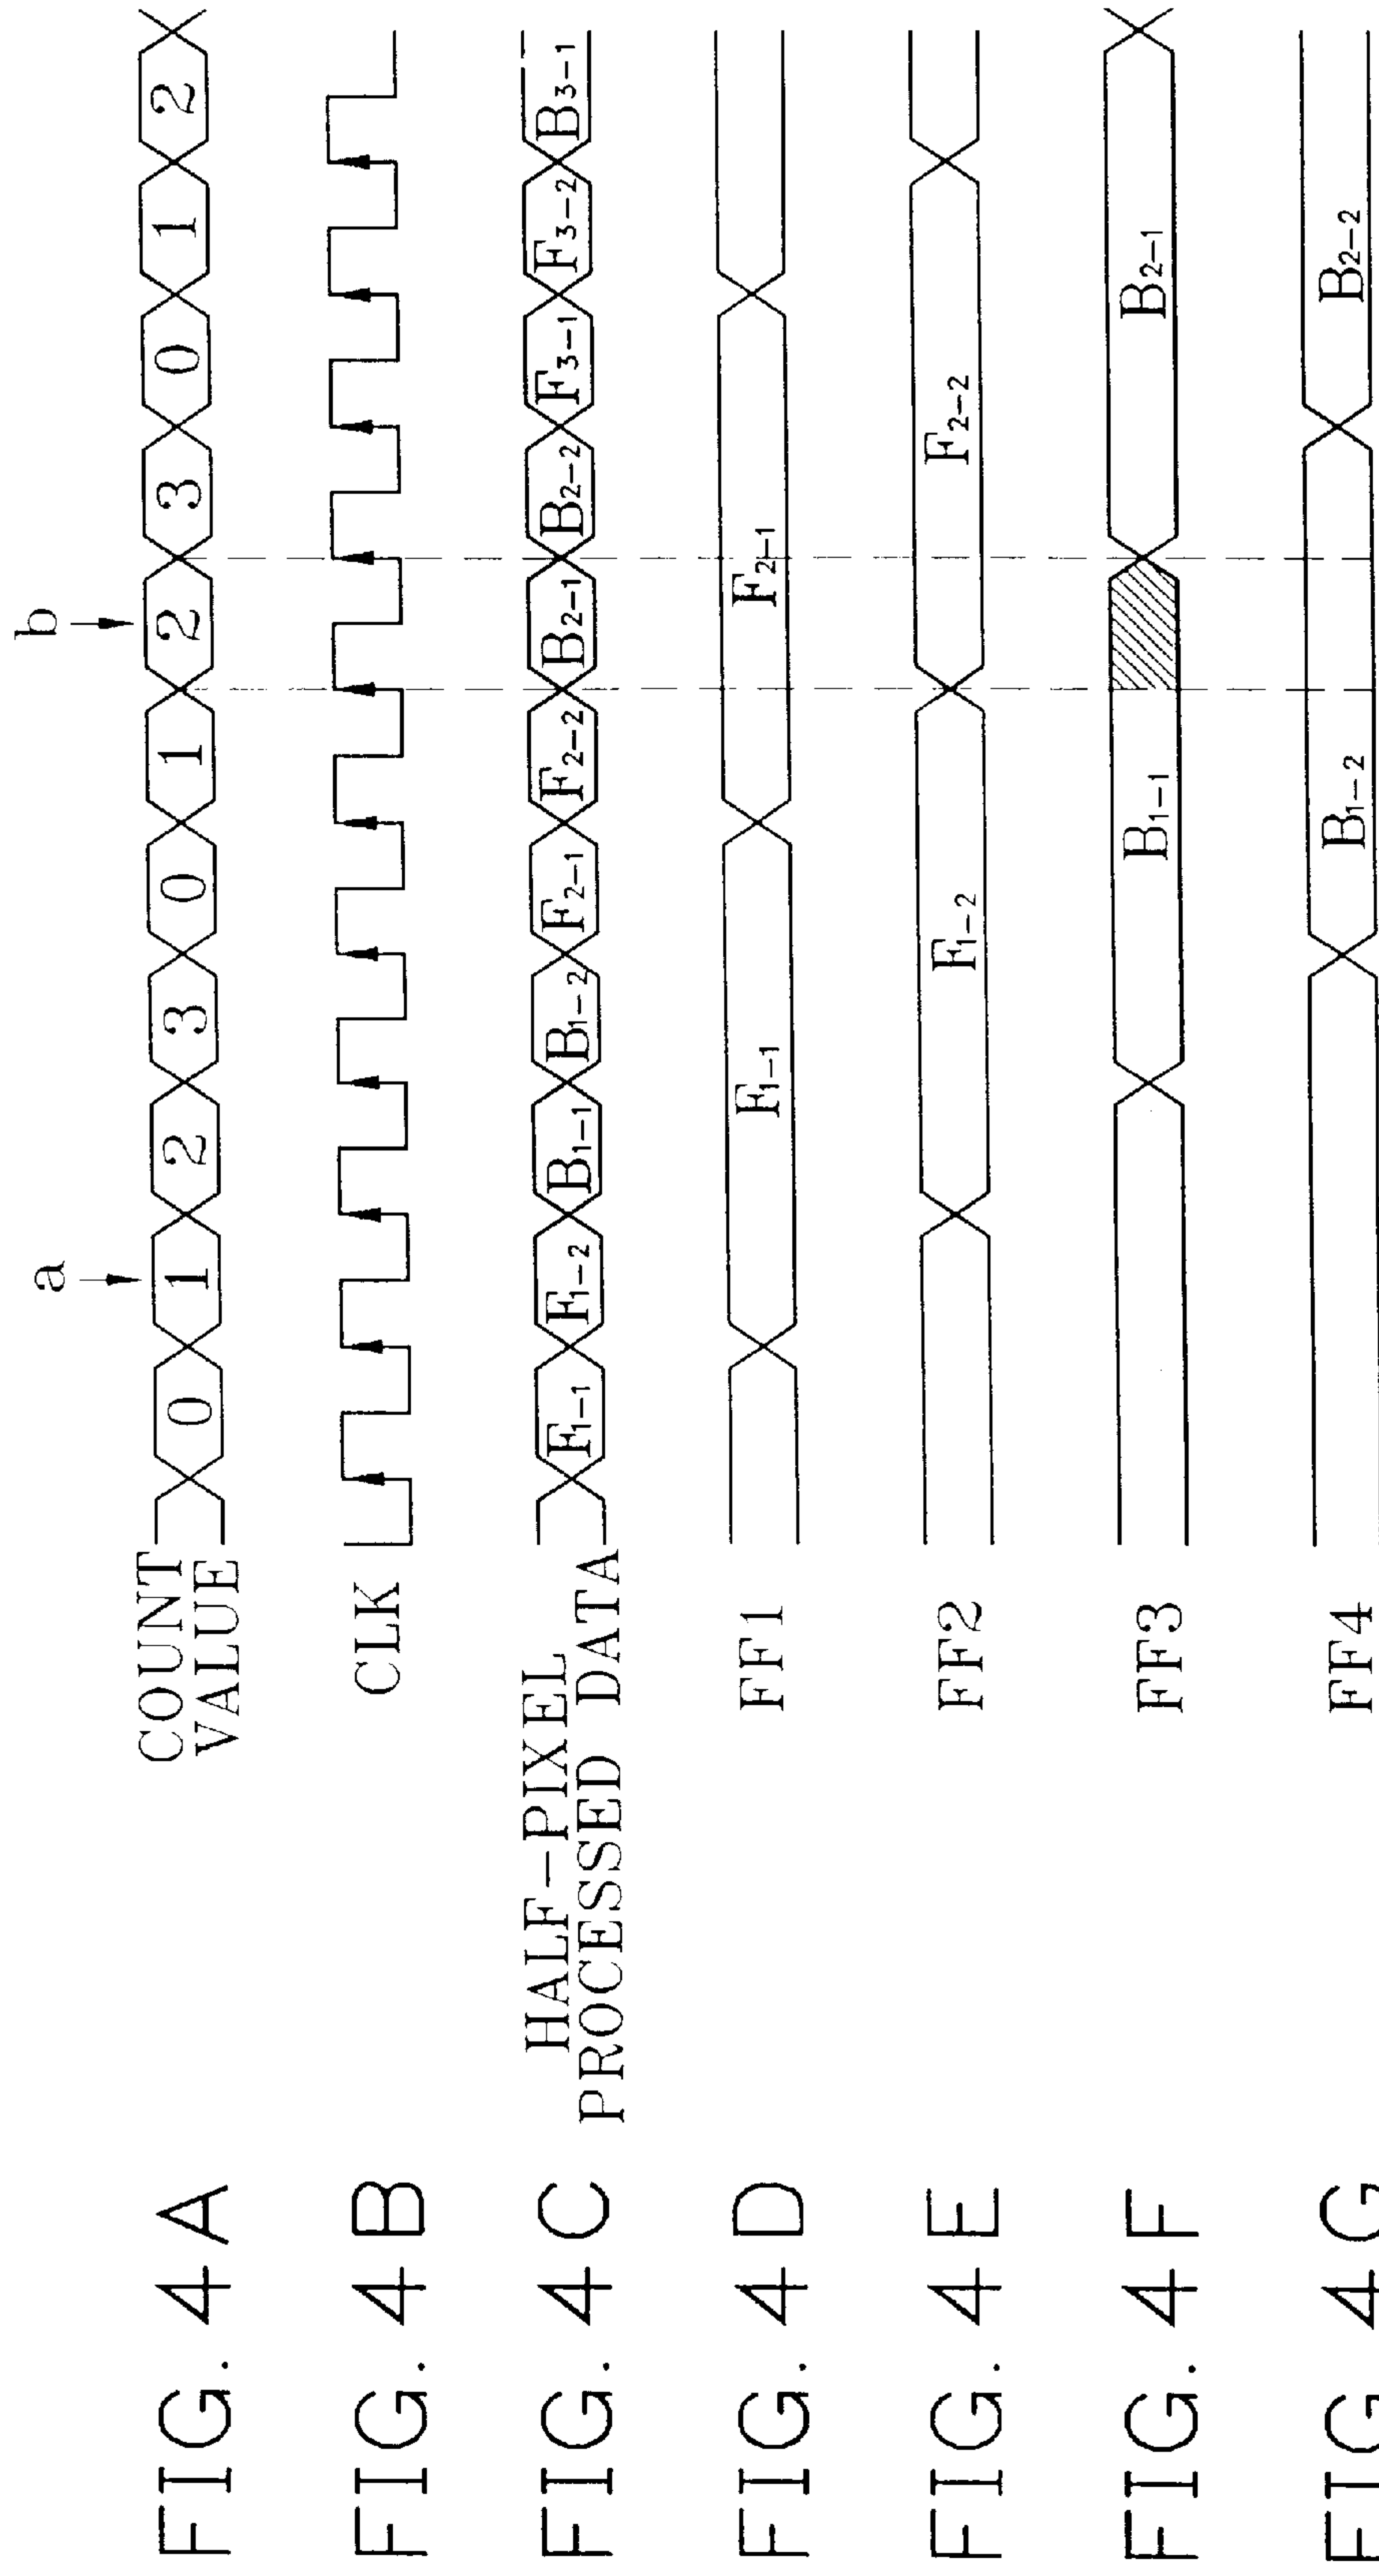 a b
FIG. 4A COUNT VALUE 0 1 2 3 0 1 2 3 0 1 2
FIG. 4B CLK
FIG. 4C HALF-PIXEL PROCESSED DATA F1-1 F1-2 B1-1 B1-2 F2-1 F2-2 B2-1 B2-2 F3-1 F3-2 B3-1
FIG. 4D FF1 F1-1 F2-1
FIG. 4E FF2 F1-2 F2-2
FIG. 4F FF3 B1-1 B2-1
FIG. 4G FF4 B1-2 B2-2